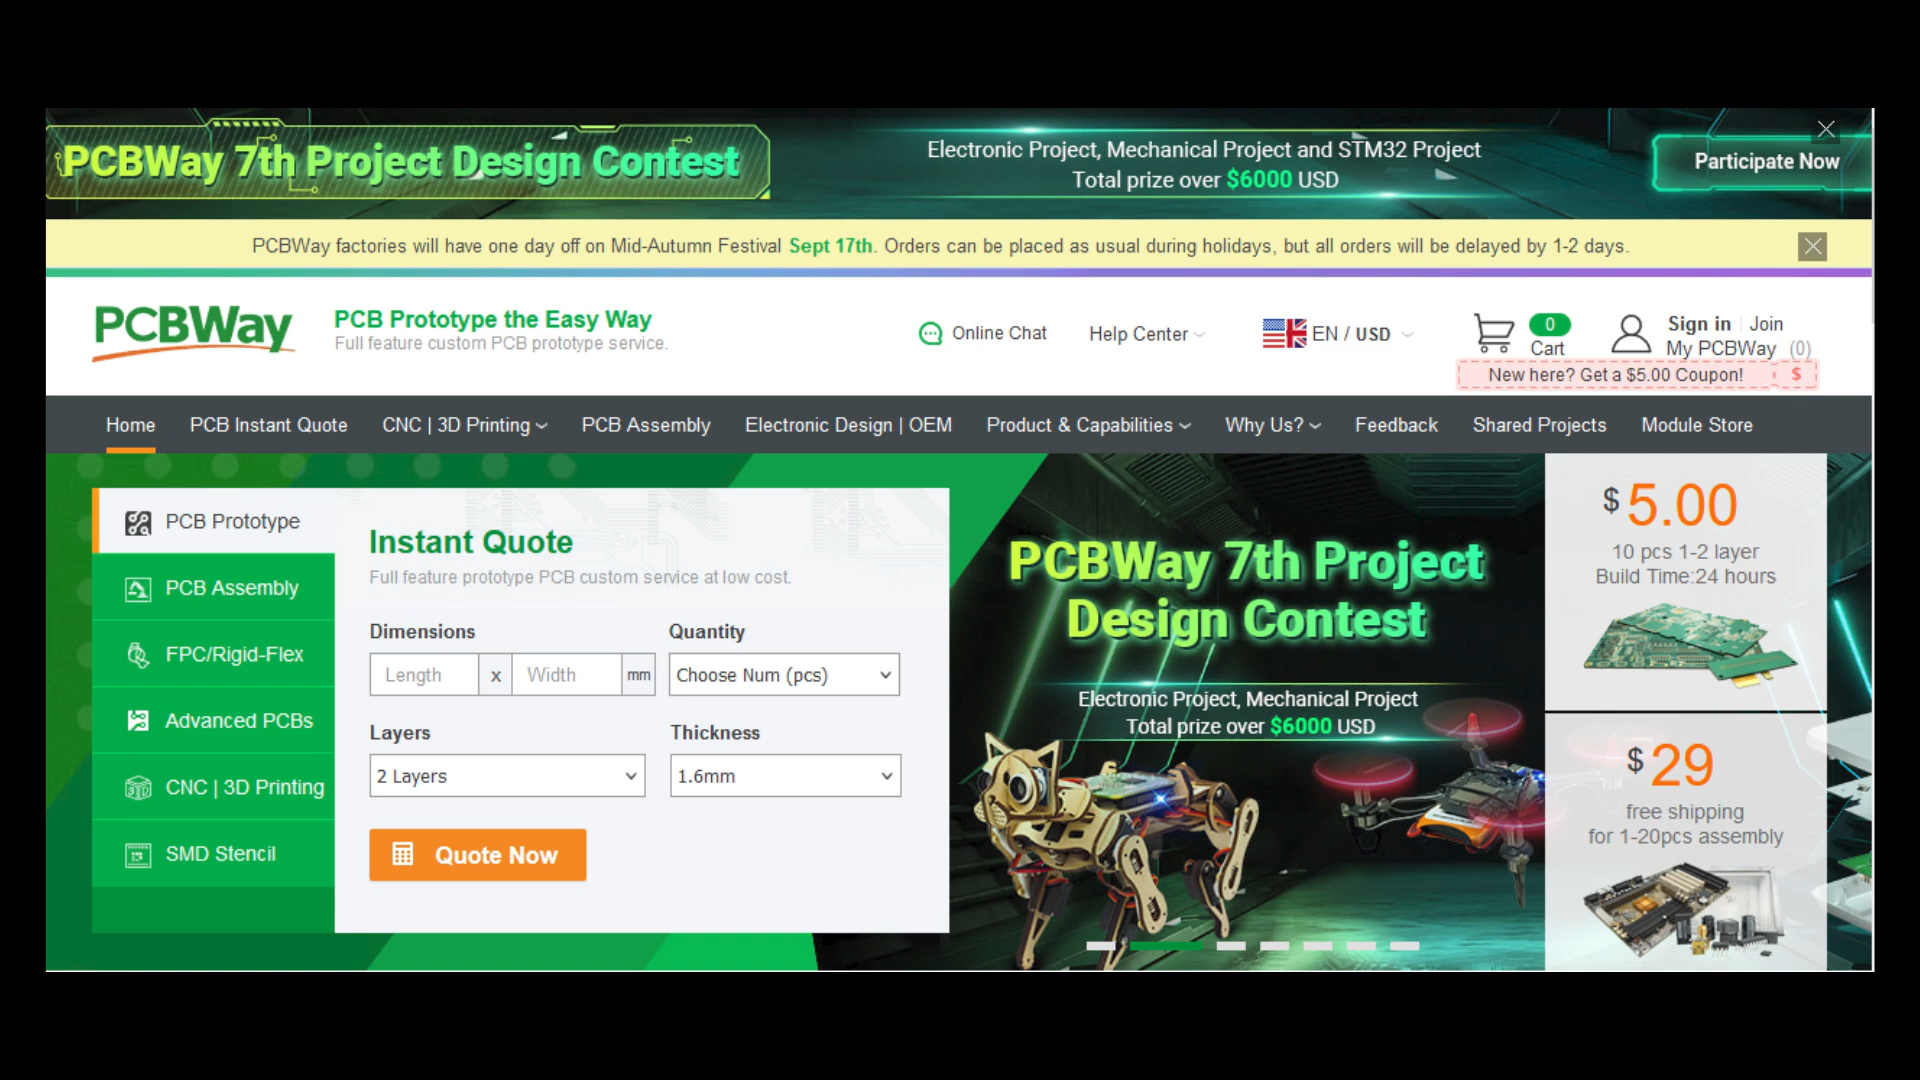 PCBWay 7th Project Design Contest
Electronic Project, Mechanical Project and STM32 Project
Total prize over $6000 USD
Participate Now
PCBWay factories will have one day off on Mid-Autumn Festival Sept 17th. Orders can be placed as usual during holidays, but all orders will be delayed by 1-2 days.
PCBWay
PCB Prototype the Easy Way
Full feature custom PCB prototype service.
Online Chat
Help Center
EN / USD
0
Cart
Sign in Join
My PCBWay (0)
New here? Get a $5.00 Coupon! $
Home PCB Instant Quote CNC | 3D Printing PCB Assembly Electronic Design | OEM Product & Capabilities Why Us? Feedback Shared Projects Module Store
PCB Prototype
PCB Assembly
FPC/Rigid-Flex
Advanced PCBs
CNC | 3D Printing
SMD Stencil
Instant Quote
Full feature prototype PCB custom service at low cost.
Dimensions Quantity
Length x Width mm Choose Num (pcs)
Layers Thickness
2 Layers 1.6mm
Quote Now
PCBWay 7th Project
Design Contest
Electronic Project, Mechanical Project
Total prize over $6000 USD
$ 5.00
10 pcs 1-2 layer
Build Time:24 hours
$ 29
free shipping
for 1-20pcs assembly